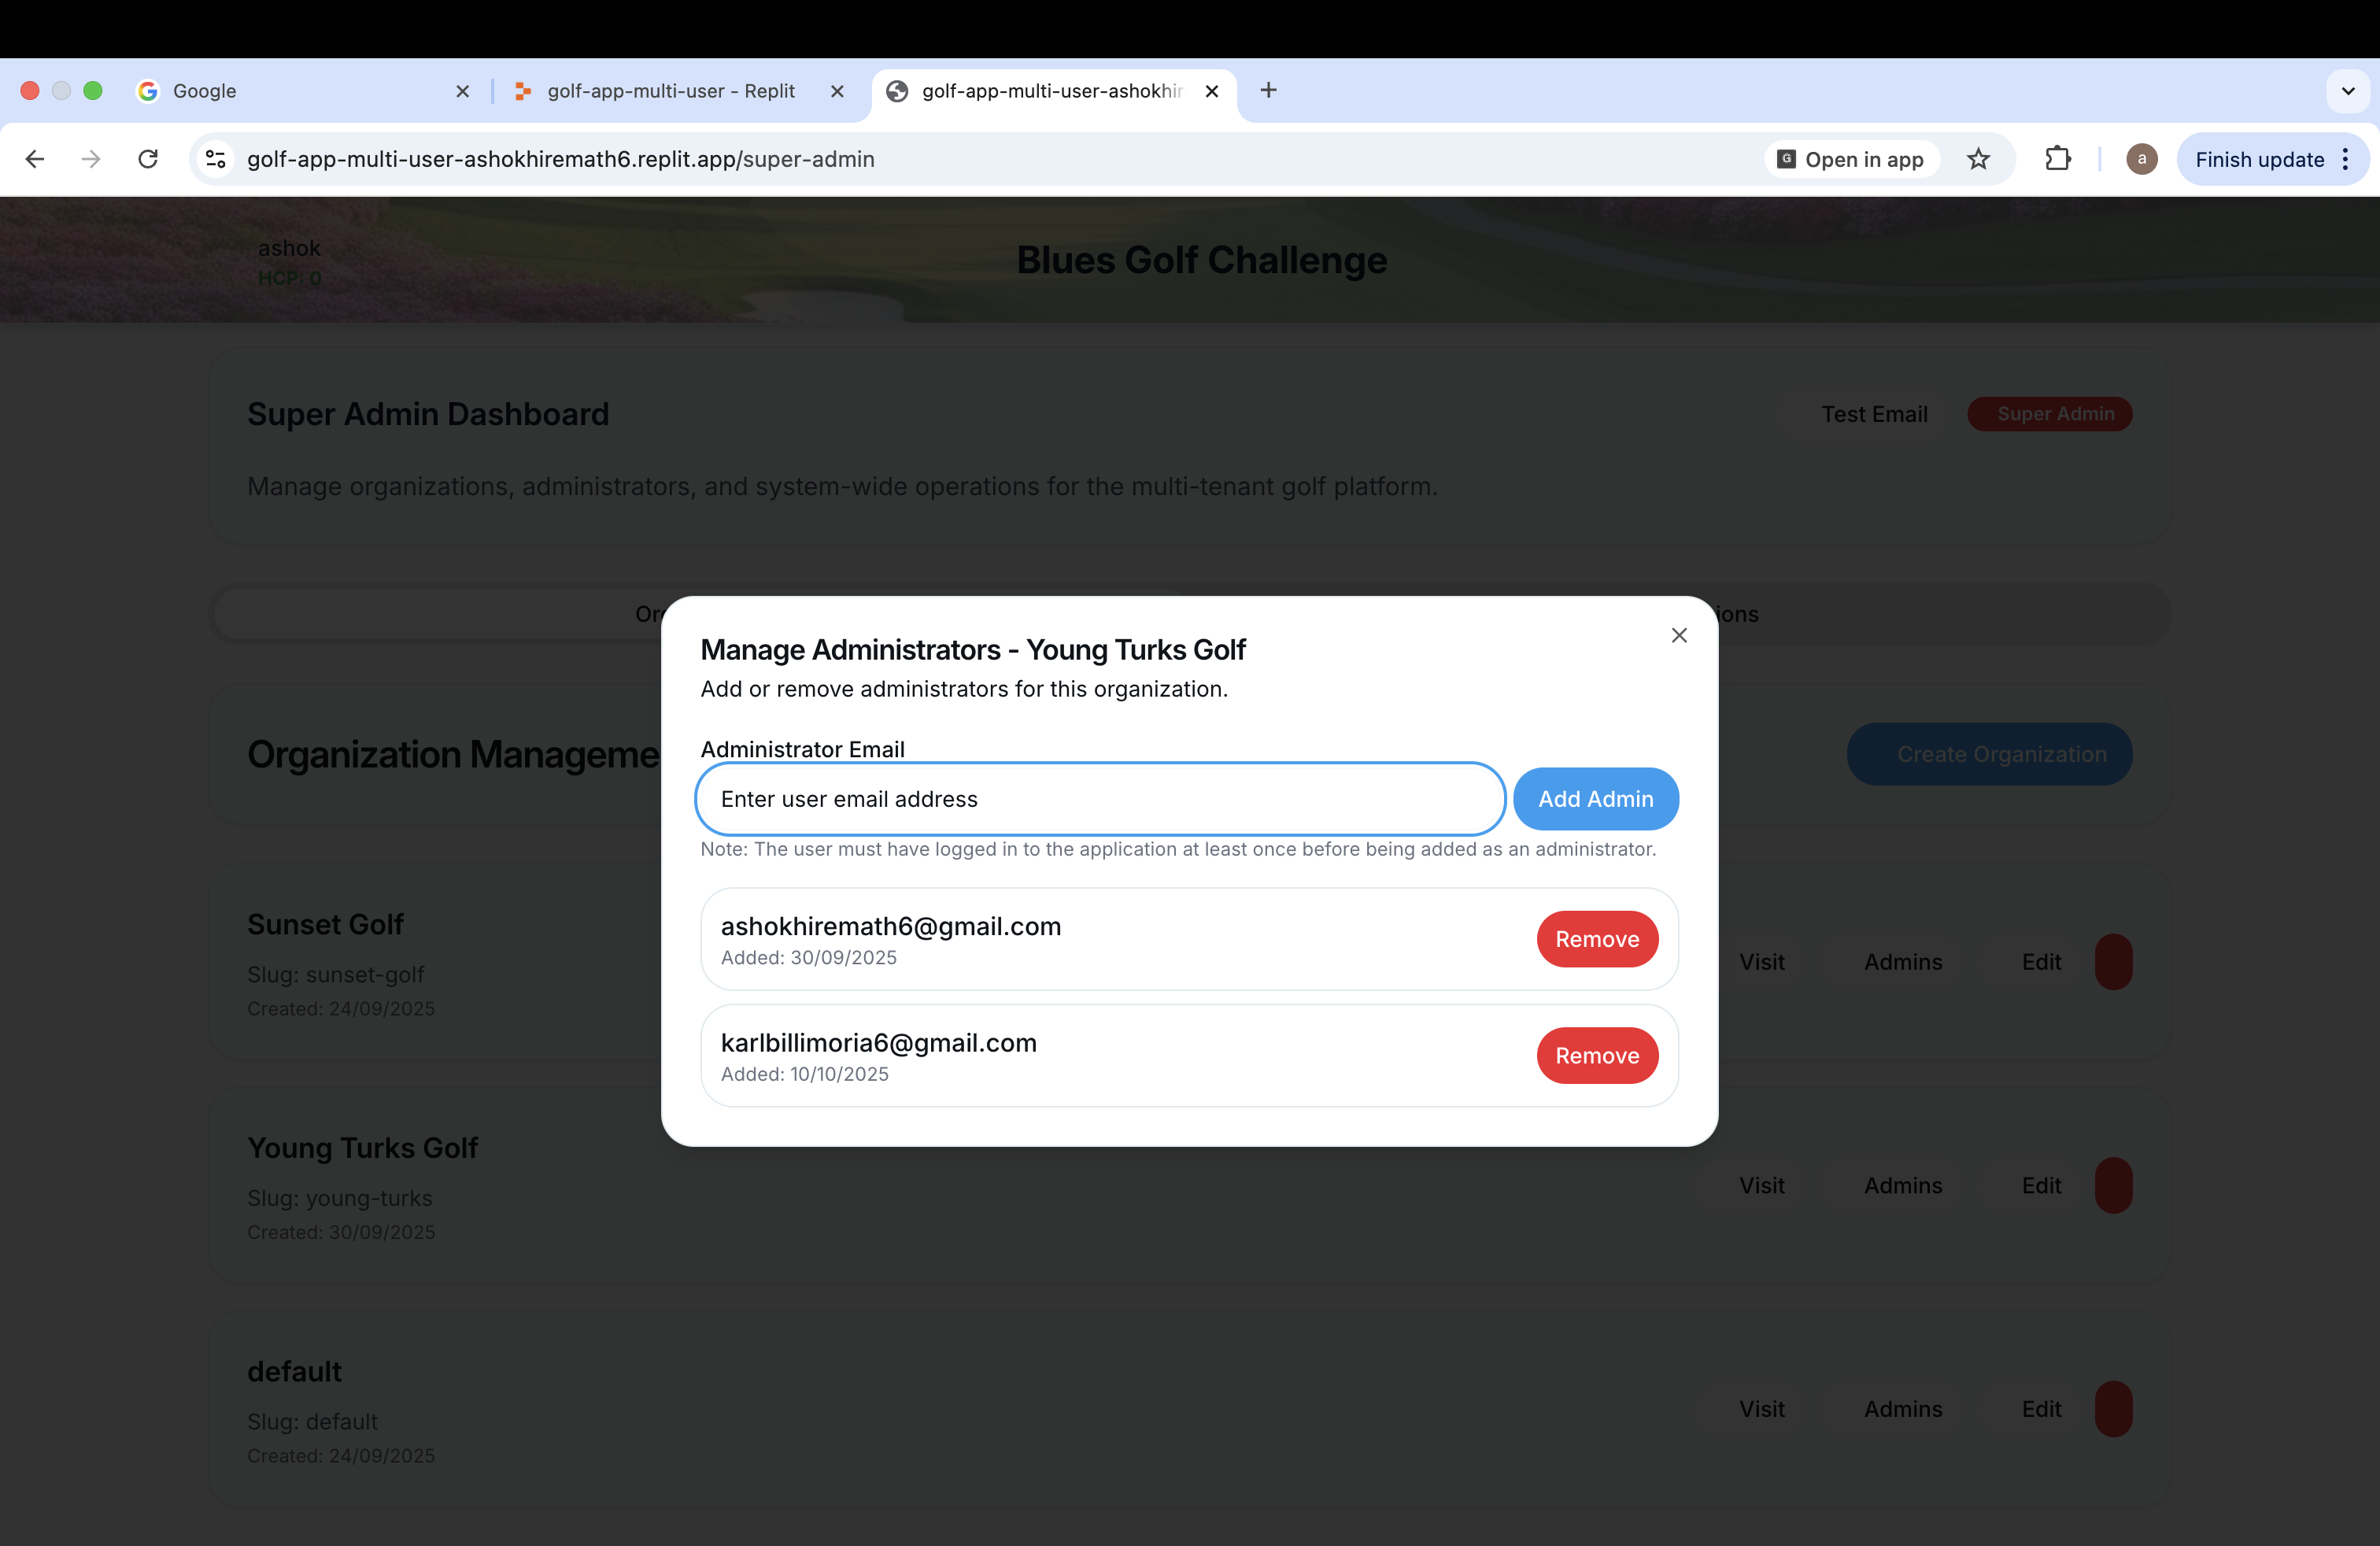 Google
golf-app-multi-user - Replit
golf-app-multi-user-ashokhir
golf-app-multi-user-ashokhiremath6.replit.app/super-admin
Open in app
a
Finish update
ashok
HCP: 0
Blues Golf Challenge
Super Admin Dashboard
Test Email
Super Admin
Manage organizations, administrators, and system-wide operations for the multi-tenant golf platform.
Manage Administrators - Young Turks Golf
Add or remove administrators for this organization.
Administrator Email
Enter user email address
Add Admin
Note: The user must have logged in to the application at least once before being added as an administrator.
ashokhiremath6@gmail.com
Added: 30/09/2025
Remove
karlbillimoria6@gmail.com
Added: 10/10/2025
Remove
Organization Manageme
Create Organization
Sunset Golf
Slug: sunset-golf
Created: 24/09/2025
Visit
Admins
Edit
Young Turks Golf
Slug: young-turks
Created: 30/09/2025
Visit
Admins
Edit
default
Slug: default
Created: 24/09/2025
Visit
Admins
Edit